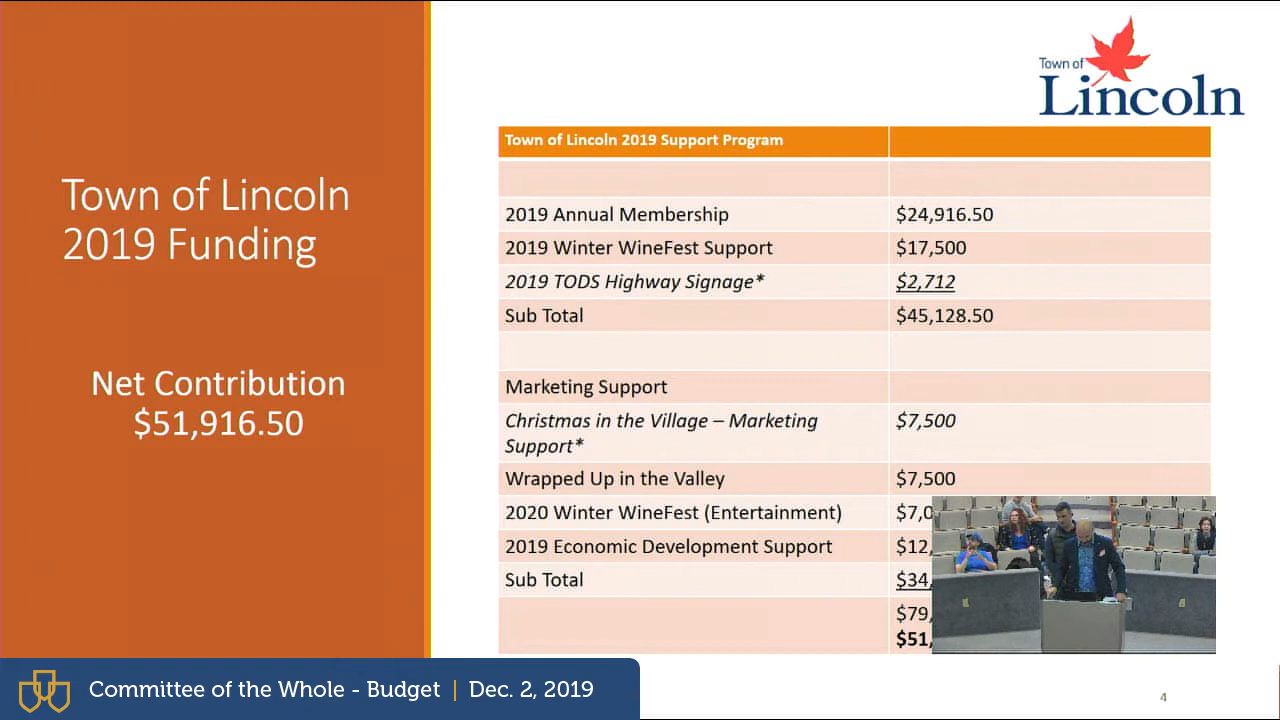 Town of
Lincoln
Town of Lincoln
2019 Funding
Net Contribution
$51,916.50
Town of Lincoln 2019 Support Program
2019 Annual Membership $24,916.50
2019 Winter WineFest Support $17,500
2019 TODS Highway Signage* $2,712
Sub Total $45,128.50
Marketing Support
Christmas in the Village – Marketing
Support* $7,500
Wrapped Up in the Valley $7,500
2020 Winter WineFest (Entertainment) $7,0
2019 Economic Development Support $12,
Sub Total $34,
$79,
$51,
Committee of the Whole - Budget | Dec. 2, 2019
4